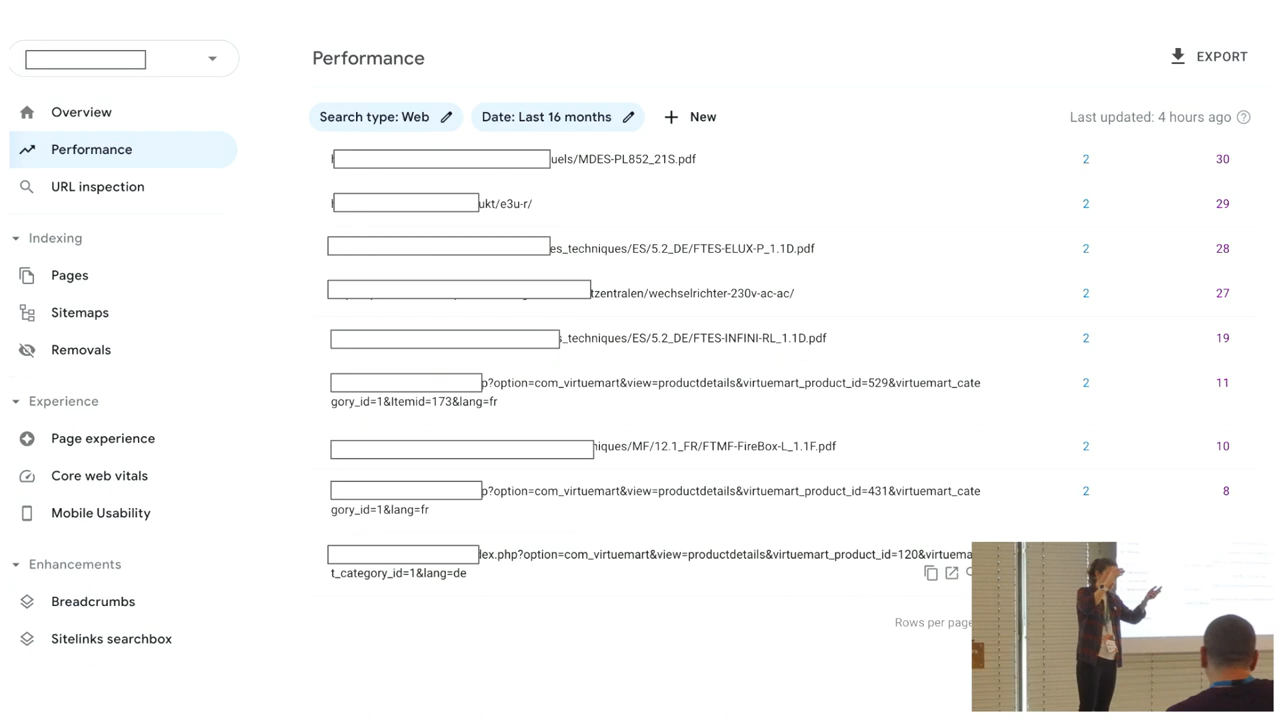 Performance
EXPORT
Overview
Search type: Web
Date: Last 16 months
New
Last updated: 4 hours ago
Performance
uels/MDES-PL852_21S.pdf 2 30
URL inspection
ukt/e3u-r/ 2 29
Indexing
es_techniques/ES/5.2_DE/FTES-ELUX-P_1.1D.pdf 2 28
Pages
tzentralen/wechselrichter-230v-ac-ac/ 2 27
Sitemaps
s_techniques/ES/5.2_DE/FTES-INFINI-RL_1.1D.pdf 2 19
Removals
p?option=com_virtuemart&view=productdetails&virtuemart_product_id=529&virtuemart_cate 2 11
gory_id=1&Itemid=173&lang=fr
Experience
Page experience
niques/MF/12.1_FR/FTMF-FireBox-L_1.1F.pdf 2 10
Core web vitals
p?option=com_virtuemart&view=productdetails&virtuemart_product_id=431&virtuemart_cate 2 8
gory_id=1&lang=fr
Mobile Usability
Enhancements
dex.php?option=com_virtuemart&view=productdetails&virtuemart_product_id=120&virtuema
t_category_id=1&lang=de
Breadcrumbs
Rows per page
Sitelinks searchbox